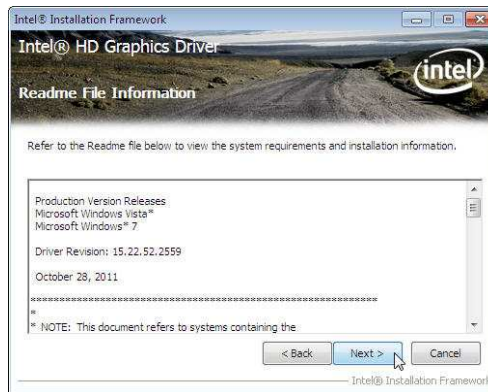 Intel® Installation Framework
Intel® HD Graphics Driver
intel
Readme File Information
Refer to the Readme file below to view the system requirements and installation information.
Production Version Releases
Microsoft Windows Vista*
Microsoft Windows* 7
Driver Revision: 15.22.52.2559
October 28, 2011
*************************************************************
*
* NOTE: This document refers to systems containing the
< Back Next > Cancel
Intel® Installation Framework